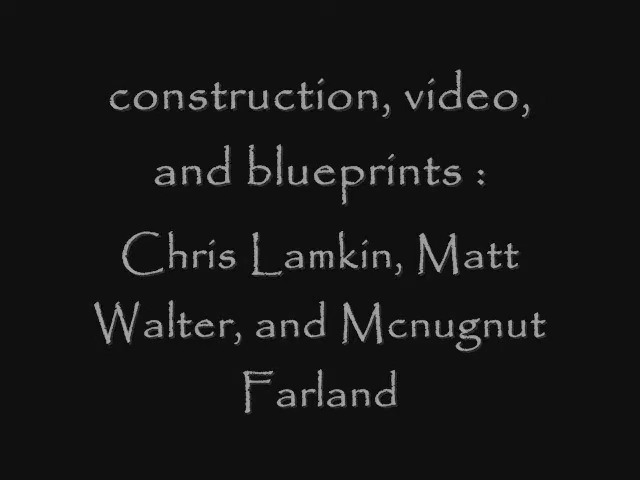 construction, video,
and blueprints :
Chris Lamkin, Matt
Walter, and Mcnugnut
Farland